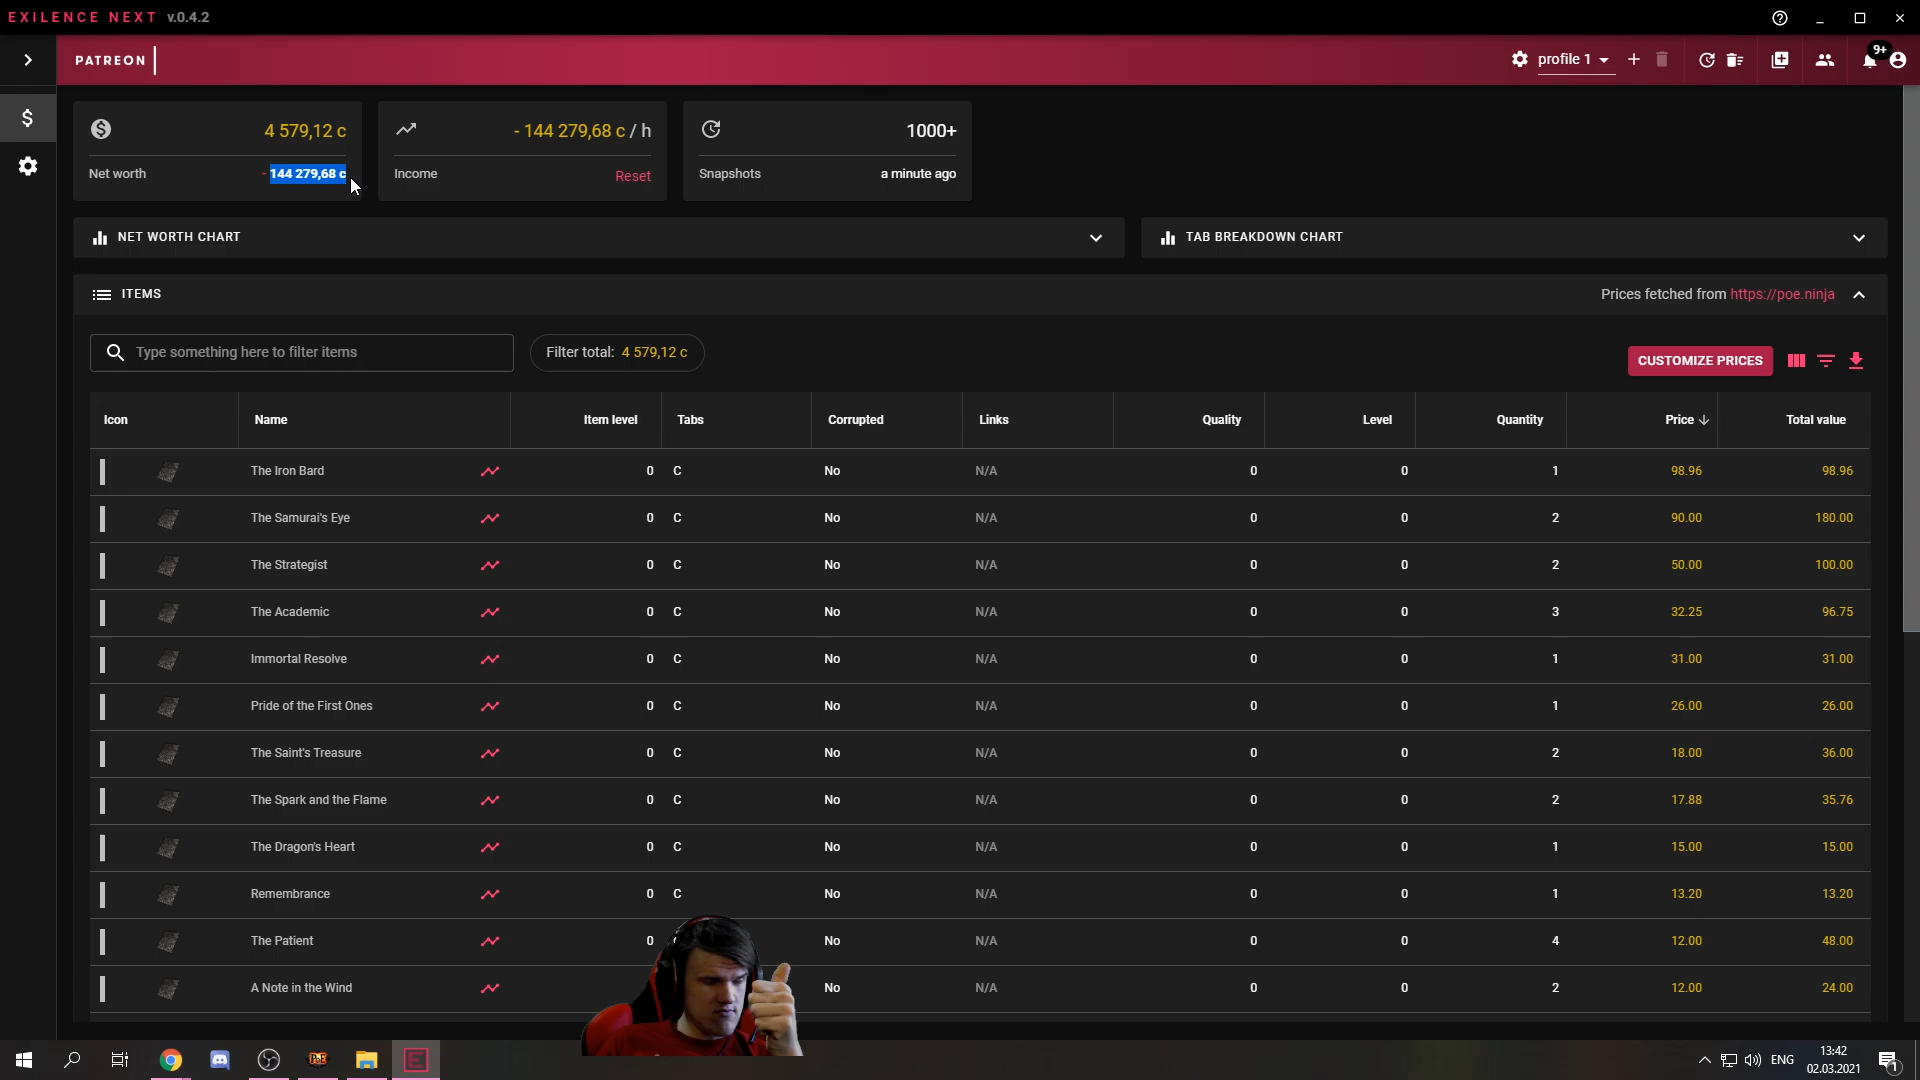 EXILENCE NEXT v.0.4.2
PATREON
profile 1
9+
4 579,12 c
Net worth
- 144 279,68 c
- 144 279,68 c / h
Income
Reset
1000+
Snapshots
a minute ago
NET WORTH CHART
TAB BREAKDOWN CHART
ITEMS
Prices fetched from https://poe.ninja
Type something here to filter items
Filter total: 4 579,12 c
CUSTOMIZE PRICES
Icon Name Item level Tabs Corrupted Links Quality Level Quantity Price Total value
The Iron Bard 0 C No N/A 0 0 1 98.96 98.96
The Samurai's Eye 0 C No N/A 0 0 2 90.00 180.00
The Strategist 0 C No N/A 0 0 2 50.00 100.00
The Academic 0 C No N/A 0 0 3 32.25 96.75
Immortal Resolve 0 C No N/A 0 0 1 31.00 31.00
Pride of the First Ones 0 C No N/A 0 0 1 26.00 26.00
The Saint's Treasure 0 C No N/A 0 0 2 18.00 36.00
The Spark and the Flame 0 C No N/A 0 0 2 17.88 35.76
The Dragon's Heart 0 C No N/A 0 0 1 15.00 15.00
Remembrance 0 C No N/A 0 0 1 13.20 13.20
The Patient 0 No N/A 0 0 4 12.00 48.00
A Note in the Wind No N/A 0 0 2 12.00 24.00
PoE
E
ENG
13:42
02.03.2021
1